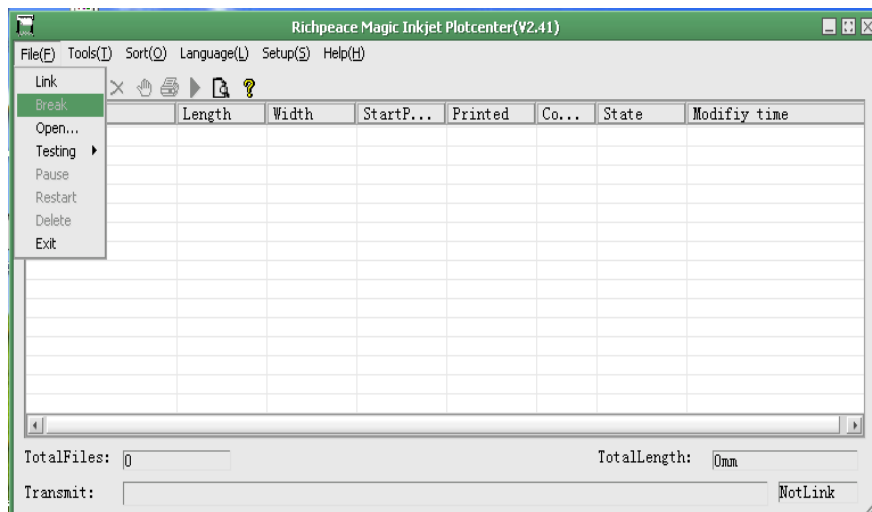 Richpeace Magic Inkjet Plotcenter(V2.41)
File(F) Tools(T) Sort(O) Language(L) Setup(S) Help(H)
Link
Break
Length Width StartP... Printed Co... State Modifiy time
Open...
Testing
Pause
Restart
Delete
Exit
TotalFiles: 0 TotalLength: 0mm
Transmit: NotLink